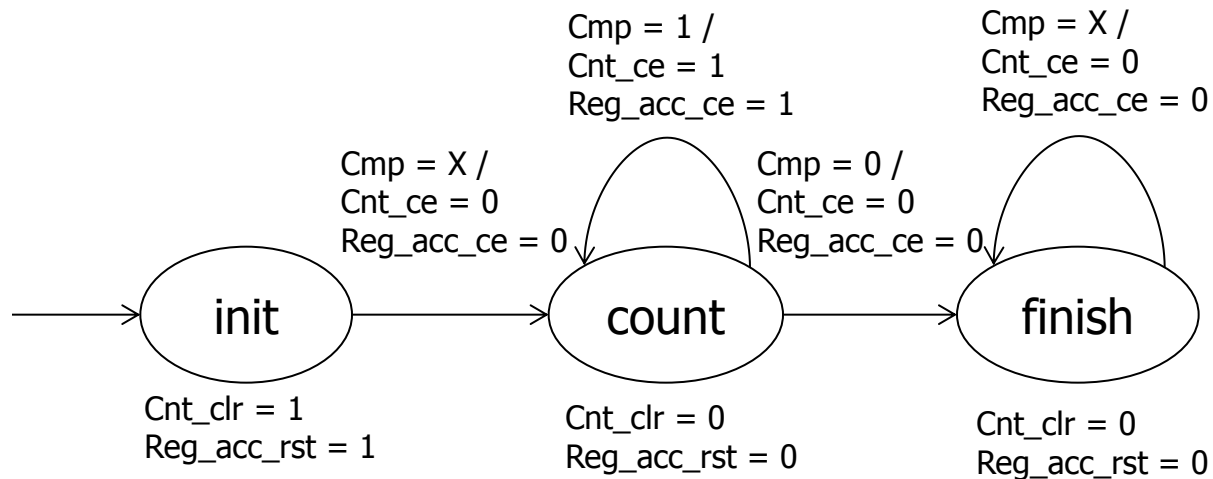 Cmp = 1 /
Cnt_ce = 1
Reg_acc_ce = 1
Cmp = X /
Cnt_ce = 0
Reg_acc_ce = 0
Cmp = X /
Cnt_ce = 0
Reg_acc_ce = 0
Cmp = 0 /
Cnt_ce = 0
Reg_acc_ce = 0
init
count
finish
Cnt_clr = 1
Reg_acc_rst = 1
Cnt_clr = 0
Reg_acc_rst = 0
Cnt_clr = 0
Reg_acc_rst = 0